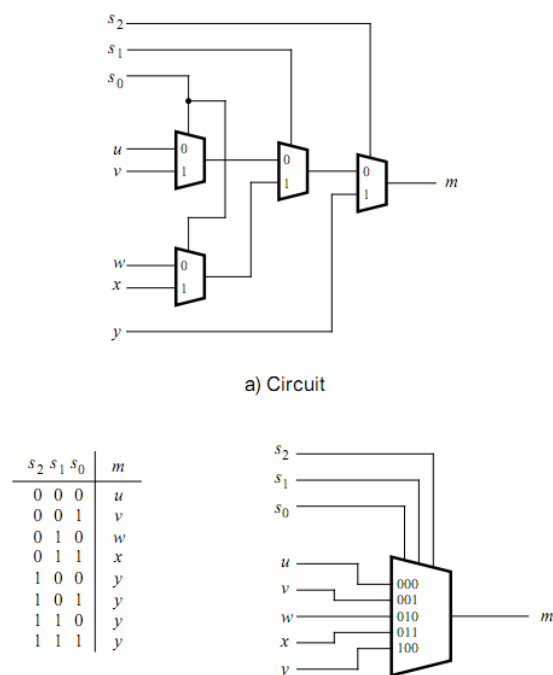 s2
s1
s0
u
v
0
1
0
1
0
1
m
w
x
0
1
y
a) Circuit
s2 s1 s0 m
0 0 0 u
0 0 1 v
0 1 0 w
0 1 1 x
1 0 0 y
1 0 1 y
1 1 0 y
1 1 1 y
s2
s1
s0
u
v
w
x
000
001
010
011
100
m